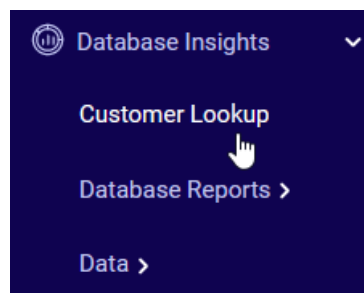 Database Insights
Customer Lookup
Database Reports >
Data >